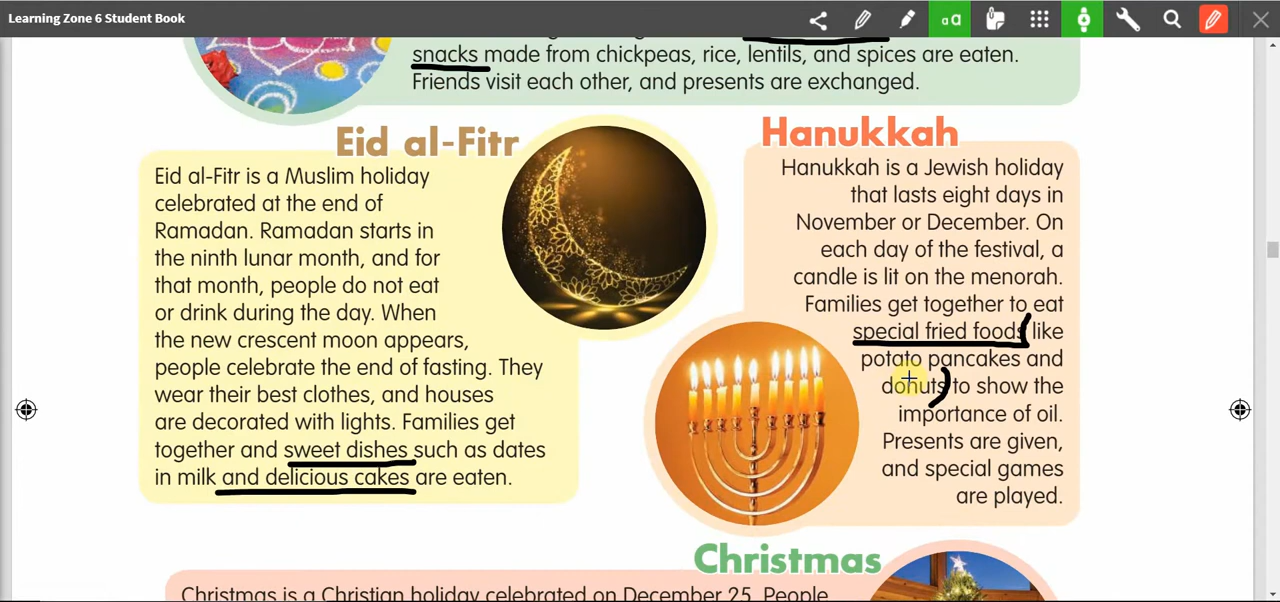 Learning Zone 6 Student Book
snacks made from chickpeas, rice, lentils, and spices are eaten.
Friends visit each other, and presents are exchanged.
Eid al-Fitr
Eid al-Fitr is a Muslim holiday
celebrated at the end of
Ramadan. Ramadan starts in
the ninth lunar month, and for
that month, people do not eat
or drink during the day. When
the new crescent moon appears,
people celebrate the end of fasting. They
wear their best clothes, and houses
are decorated with lights. Families get
together and sweet dishes such as dates
in milk and delicious cakes are eaten.
Hanukkah
Hanukkah is a Jewish holiday
that lasts eight days in
November or December. On
each day of the festival, a
candle is lit on the menorah.
Families get together to eat
special fried foods like
potato pancakes and
donuts to show the
importance of oil.
Presents are given,
and special games
are played.
Christmas
Christmas is a Christian holiday celebrated on December 25. People